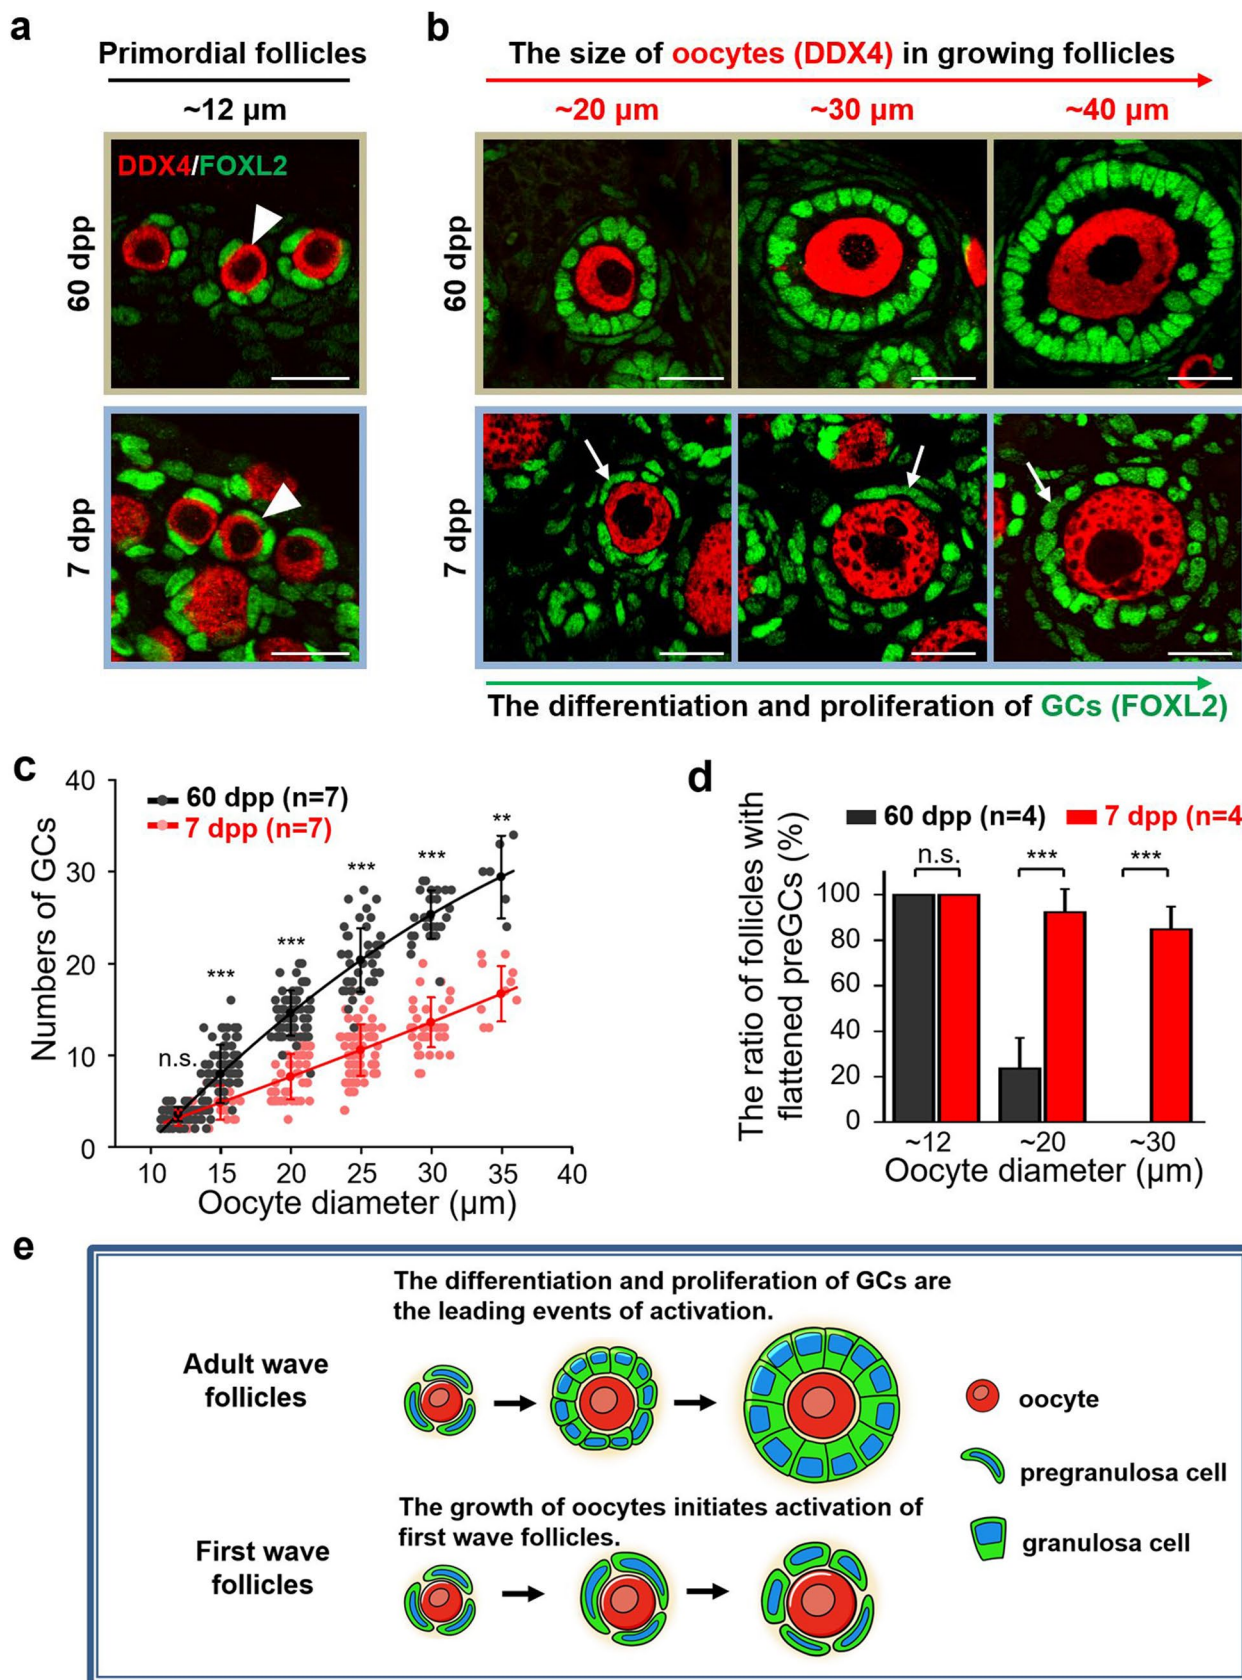 a
Primordial follicles
~12 µm
DDX4/FOXL2
60 dpp
7 dpp
b
The size of oocytes (DDX4) in growing follicles
~20 µm
~30 µm
~40 µm
60 dpp
7 dpp
The differentiation and proliferation of GCs (FOXL2)
c
Numbers of GCs
40
30
20
10
0
60 dpp (n=7)
7 dpp (n=7)
n.s.
***
***
***
***
**
10 15 20 25 30 35 40
Oocyte diameter (µm)
d
The ratio of follicles with
flattened preGCs (%)
60 dpp (n=4)
7 dpp (n=4
n.s.
***
***
100
80
60
40
20
0
~12 ~20 ~30
Oocyte diameter (µm)
e
The differentiation and proliferation of GCs are
the leading events of activation.
Adult wave
follicles
The growth of oocytes initiates activation of
first wave follicles.
First wave
follicles
oocyte
pregranulosa cell
granulosa cell